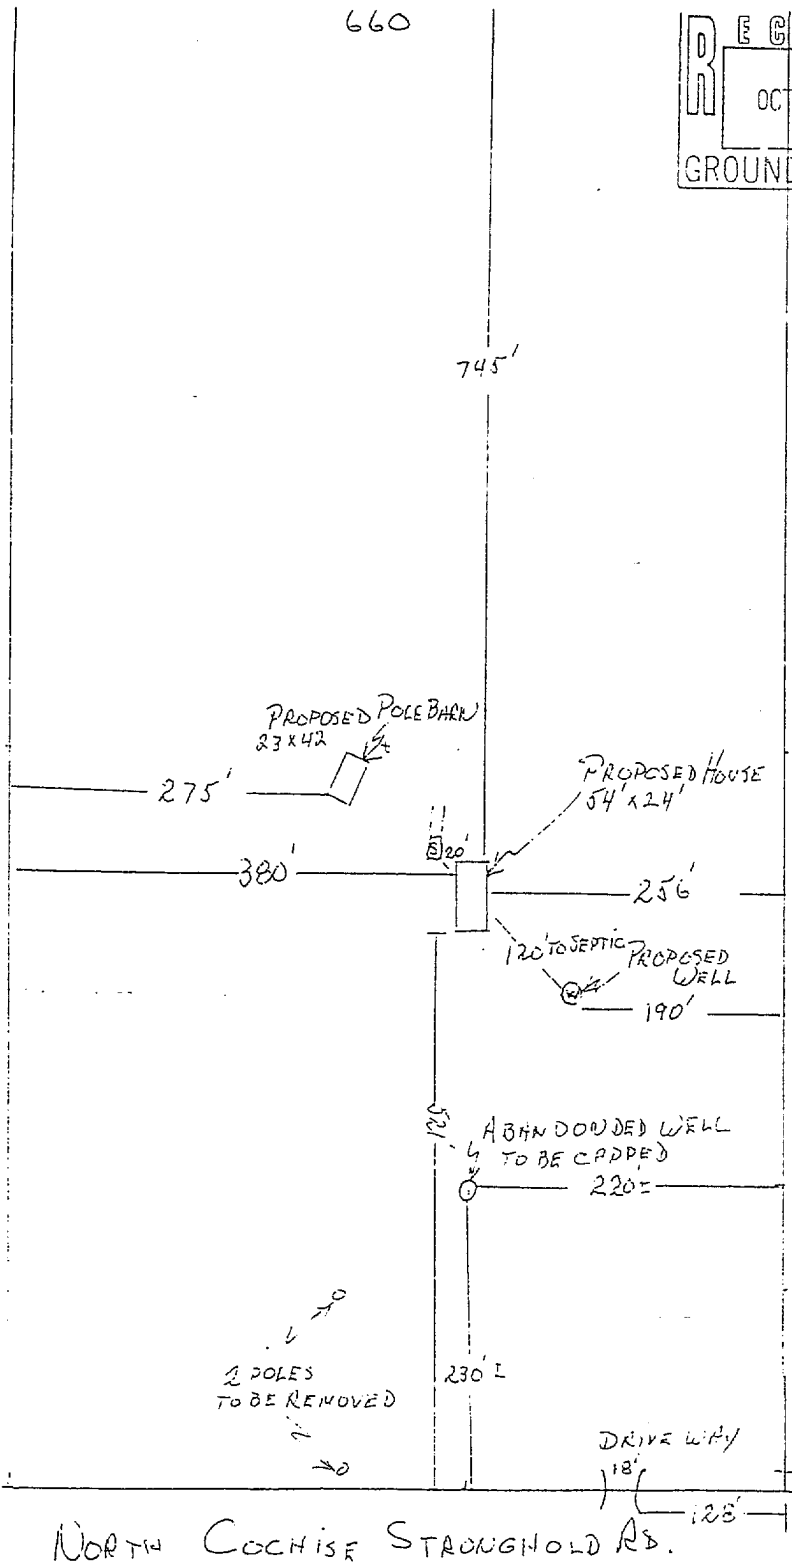 660
R E C
OCT
GROUND
745'
PROPOSED POLE BARN
23 x 42
275'
PROPOSED HOUSE
54' x 24'
S 20'
380'
256'
120' TO SEPTIC
PROPOSED
WELL
190'
521'
ABANDONDED WELL
TO BE CAPPED
220'±
2 POLES
TO BE REMOVED
230'±
DRIVE WAY
18'
128'
NORTH COCHISE STRONGHOLD RD.